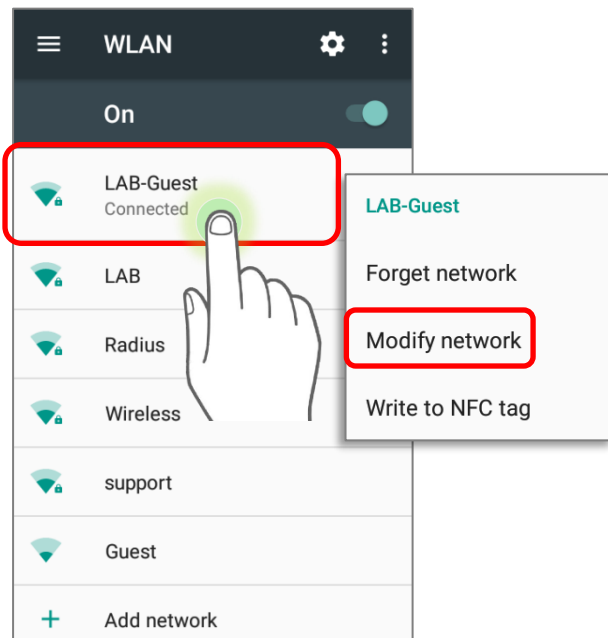 WLAN
On
LAB-Guest
Connected
LAB
Radius
Wireless
support
Guest
Add network
LAB-Guest
Forget network
Modify network
Write to NFC tag